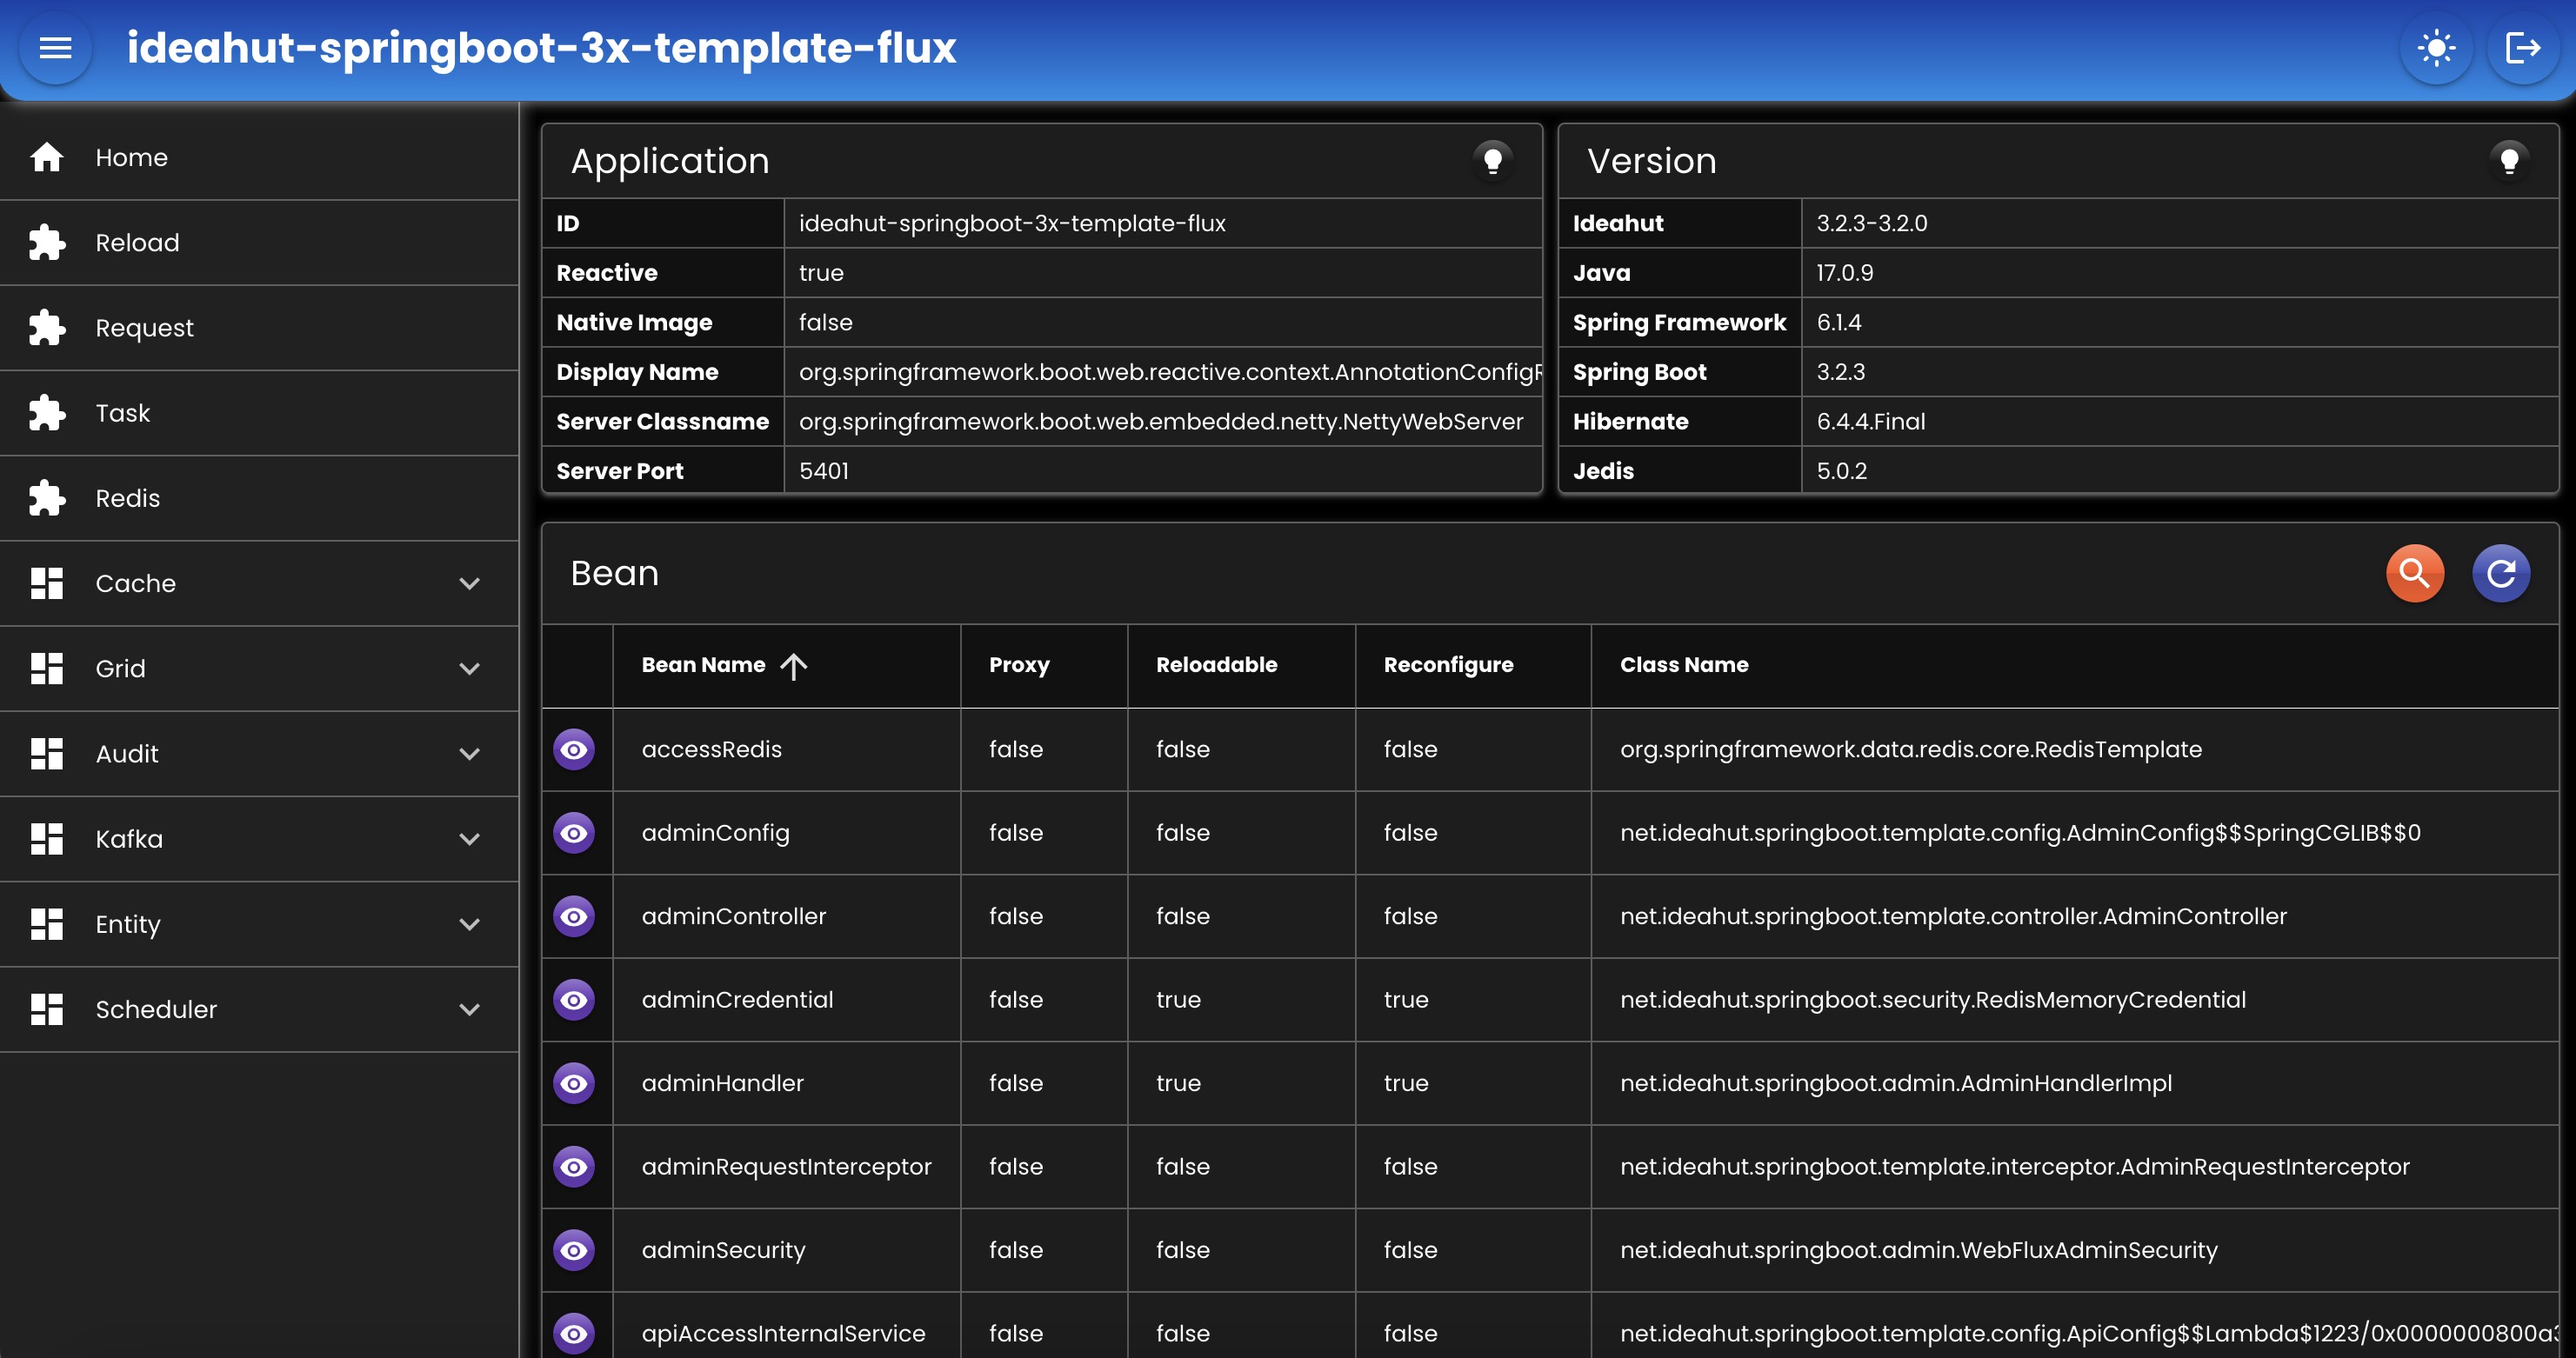 ideahut-springboot-3x-template-flux
Home
Reload
Request
Task
Redis
Cache
Grid
Audit
Kafka
Entity
Scheduler
Application
ID ideahut-springboot-3x-template-flux
Reactive true
Native Image false
Display Name org.springframework.boot.web.reactive.context.AnnotationConfigR
Server Classname org.springframework.boot.web.embedded.netty.NettyWebServer
Server Port 5401
Version
Ideahut 3.2.3-3.2.0
Java 17.0.9
Spring Framework 6.1.4
Spring Boot 3.2.3
Hibernate 6.4.4.Final
Jedis 5.0.2
Bean
Bean Name Proxy Reloadable Reconfigure Class Name
accessRedis false false false org.springframework.data.redis.core.RedisTemplate
adminConfig false false false net.ideahut.springboot.template.config.AdminConfig$$SpringCGLIB$$0
adminController false false false net.ideahut.springboot.template.controller.AdminController
adminCredential false true true net.ideahut.springboot.security.RedisMemoryCredential
adminHandler false true true net.ideahut.springboot.admin.AdminHandlerImpl
adminRequestInterceptor false false false net.ideahut.springboot.template.interceptor.AdminRequestInterceptor
adminSecurity false false false net.ideahut.springboot.admin.WebFluxAdminSecurity
apiAccessInternalService false false false net.ideahut.springboot.template.config.ApiConfig$$Lambda$1223/0x0000000800a3